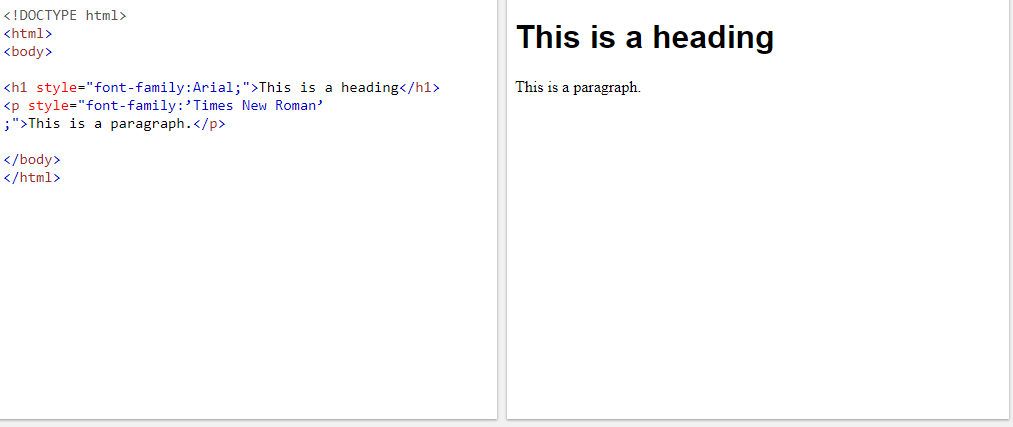 <!DOCTYPE html>
<html>
<body>
<h1 style="font-family:Arial;">This is a heading</h1>
<p style="font-family:’Times New Roman’
;">This is a paragraph.</p>
</body>
</html>
This is a heading
This is a paragraph.